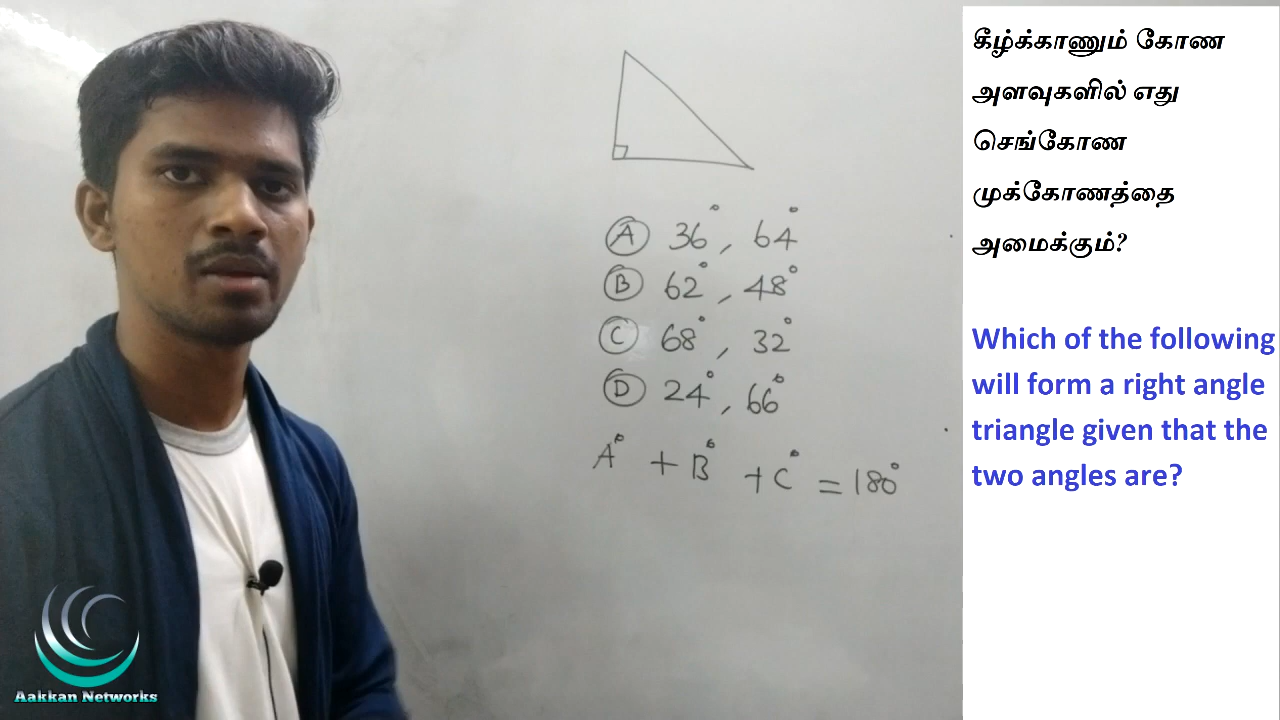 Ⓐ 36°, 64°
Ⓑ 62°, 48°
Ⓒ 68°, 32°
Ⓓ 24°, 66°
A° + B° + C° = 180°
கீழ்க்காணும் கோண
அளவுகளில் எது
செங்கோண
முக்கோணத்தை
அமைக்கும்?
Which of the following
will form a right angle
triangle given that the
two angles are?
Aakkan Networks